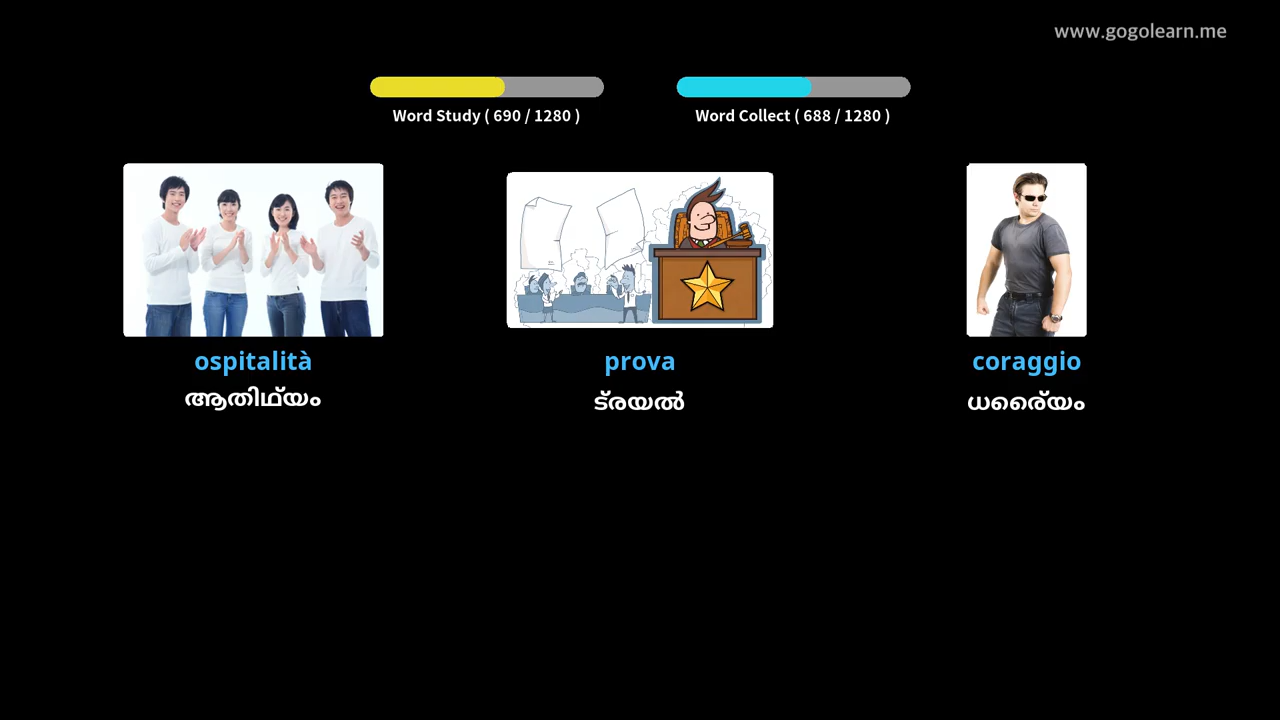 www.gogolearn.me
Word Study ( 690 / 1280 )
Word Collect ( 688 / 1280 )
ospitalità
prova
coraggio
ആതിഥ്യം
ട്രയൽ
ധൈര്യം